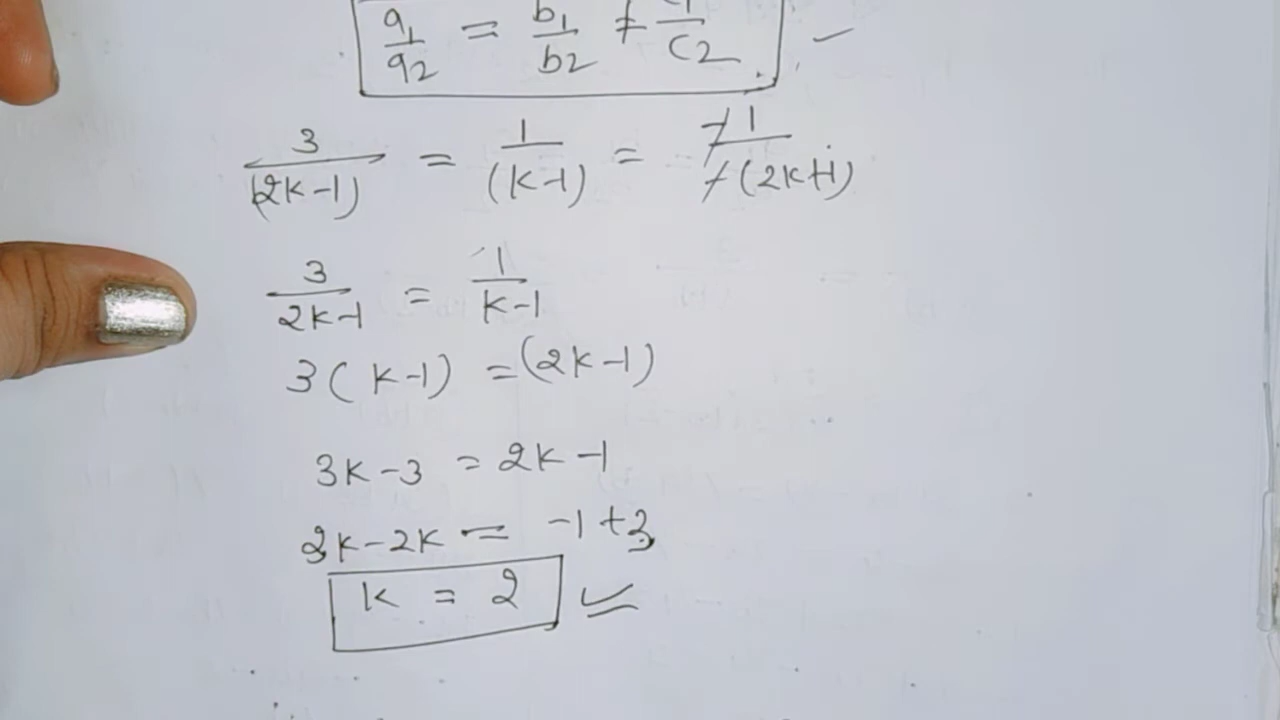 a1/a2 = b1/b2 ≠ c1/c2
3/(2k-1) = 1/(k-1) = -1/-(2k+1)
3/2k-1 = 1/k-1
3(k-1) = (2k-1)
3k-3 = 2k-1
3k-2k = -1+3
k = 2